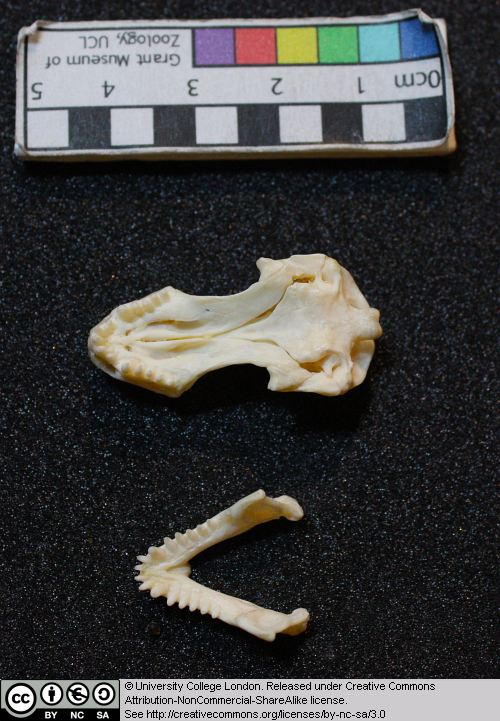 Grant Museum of
Zoology, UCL
0cm 1 2 3 4 5
CC BY NC SA
© University College London. Released under Creative Commons
Attribution-NonCommercial-ShareAlike license.
See http://creativecommons.org/licenses/by-nc-sa/3.0